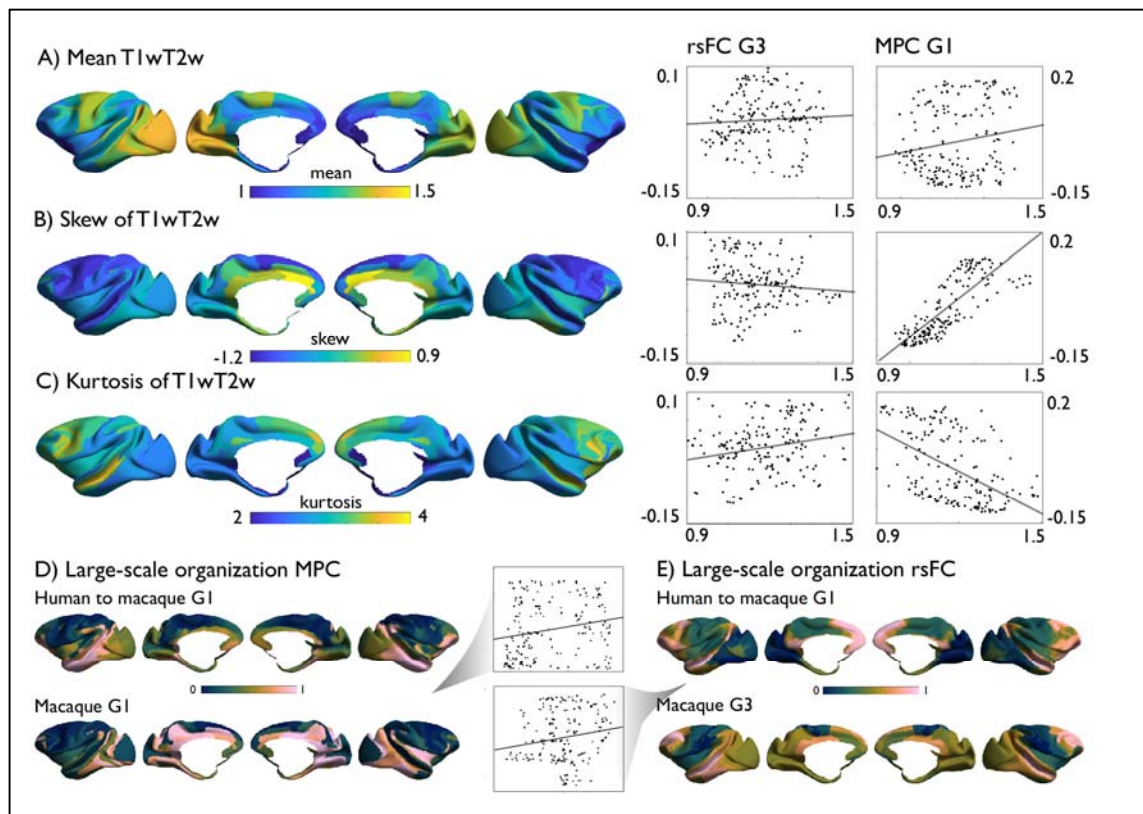 A) Mean T1wT2w
rsFC G3
MPC G1
0.1
0.2
-0.15
-0.15
0.9
1.5
0.9
1.5
mean
1
1.5
B) Skew of T1wT2w
0.1
0.2
-0.15
-0.15
0.9
1.5
0.9
1.5
skew
-1.2
0.9
C) Kurtosis of T1wT2w
0.1
0.2
-0.15
-0.15
0.9
1.5
0.9
1.5
kurtosis
2
4
D) Large-scale organization MPC
Human to macaque G1
0
1
Macaque G1
E) Large-scale organization rsFC
Human to macaque G1
0
1
Macaque G3